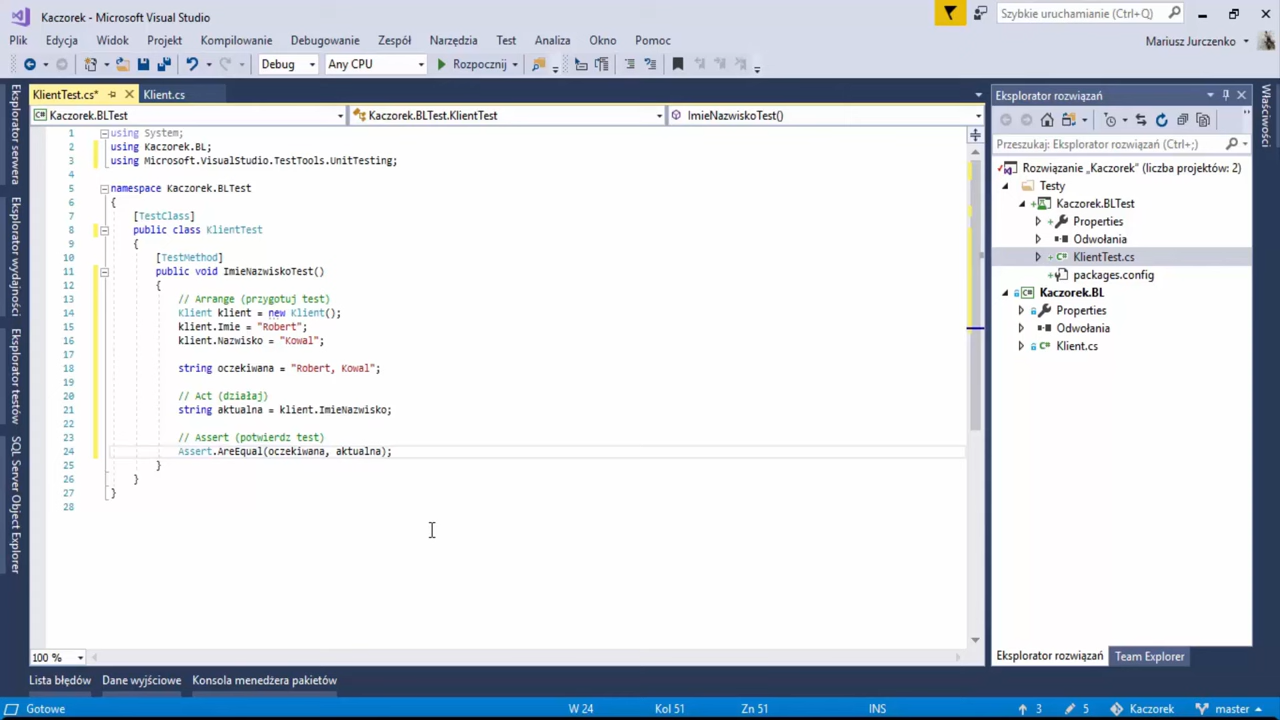 Kaczorek - Microsoft Visual Studio
Szybkie uruchamianie (Ctrl+Q)
Plik Edycja Widok Projekt Kompilowanie Debugowanie Zespół Narzędzia Test Analiza Okno Pomoc
Mariusz Jurczenko
Debug Any CPU Rozpocznij
KlientTest.cs* Klient.cs
Kaczorek.BLTest Kaczorek.BLTest.KlientTest ImieNazwiskoTest()
1 using System;
2 using Kaczorek.BL;
3 using Microsoft.VisualStudio.TestTools.UnitTesting;
4
5 namespace Kaczorek.BLTest
6 {
7 [TestClass]
8 public class KlientTest
9 {
10 [TestMethod]
11 public void ImieNazwiskoTest()
12 {
13 // Arrange (przygotuj test)
14 Klient klient = new Klient();
15 klient.Imie = "Robert";
16 klient.Nazwisko = "Kowal";
17
18 string oczekiwana = "Robert, Kowal";
19
20 // Act (działaj)
21 string aktualna = klient.ImieNazwisko;
22
23 // Assert (potwierdz test)
24 Assert.AreEqual(oczekiwana, aktualna);
25 }
26 }
27 }
28
100 %
Eksplorator serwera
Eksplorator wydajności
Eksplorator testów
SQL Server Object Explorer
Eksplorator rozwiązań
Przeszukaj: Eksplorator rozwiązań (Ctrl+;)
Rozwiązanie „Kaczorek" (liczba projektów: 2)
Testy
Kaczorek.BLTest
Properties
Odwołania
KlientTest.cs
packages.config
Kaczorek.BL
Properties
Odwołania
Klient.cs
Eksplorator rozwiązań Team Explorer
Właściwości
Lista błędów Dane wyjściowe Konsola menedżera pakietów
Gotowe W 24 Kol 51 Zn 51 INS 3 5 Kaczorek master